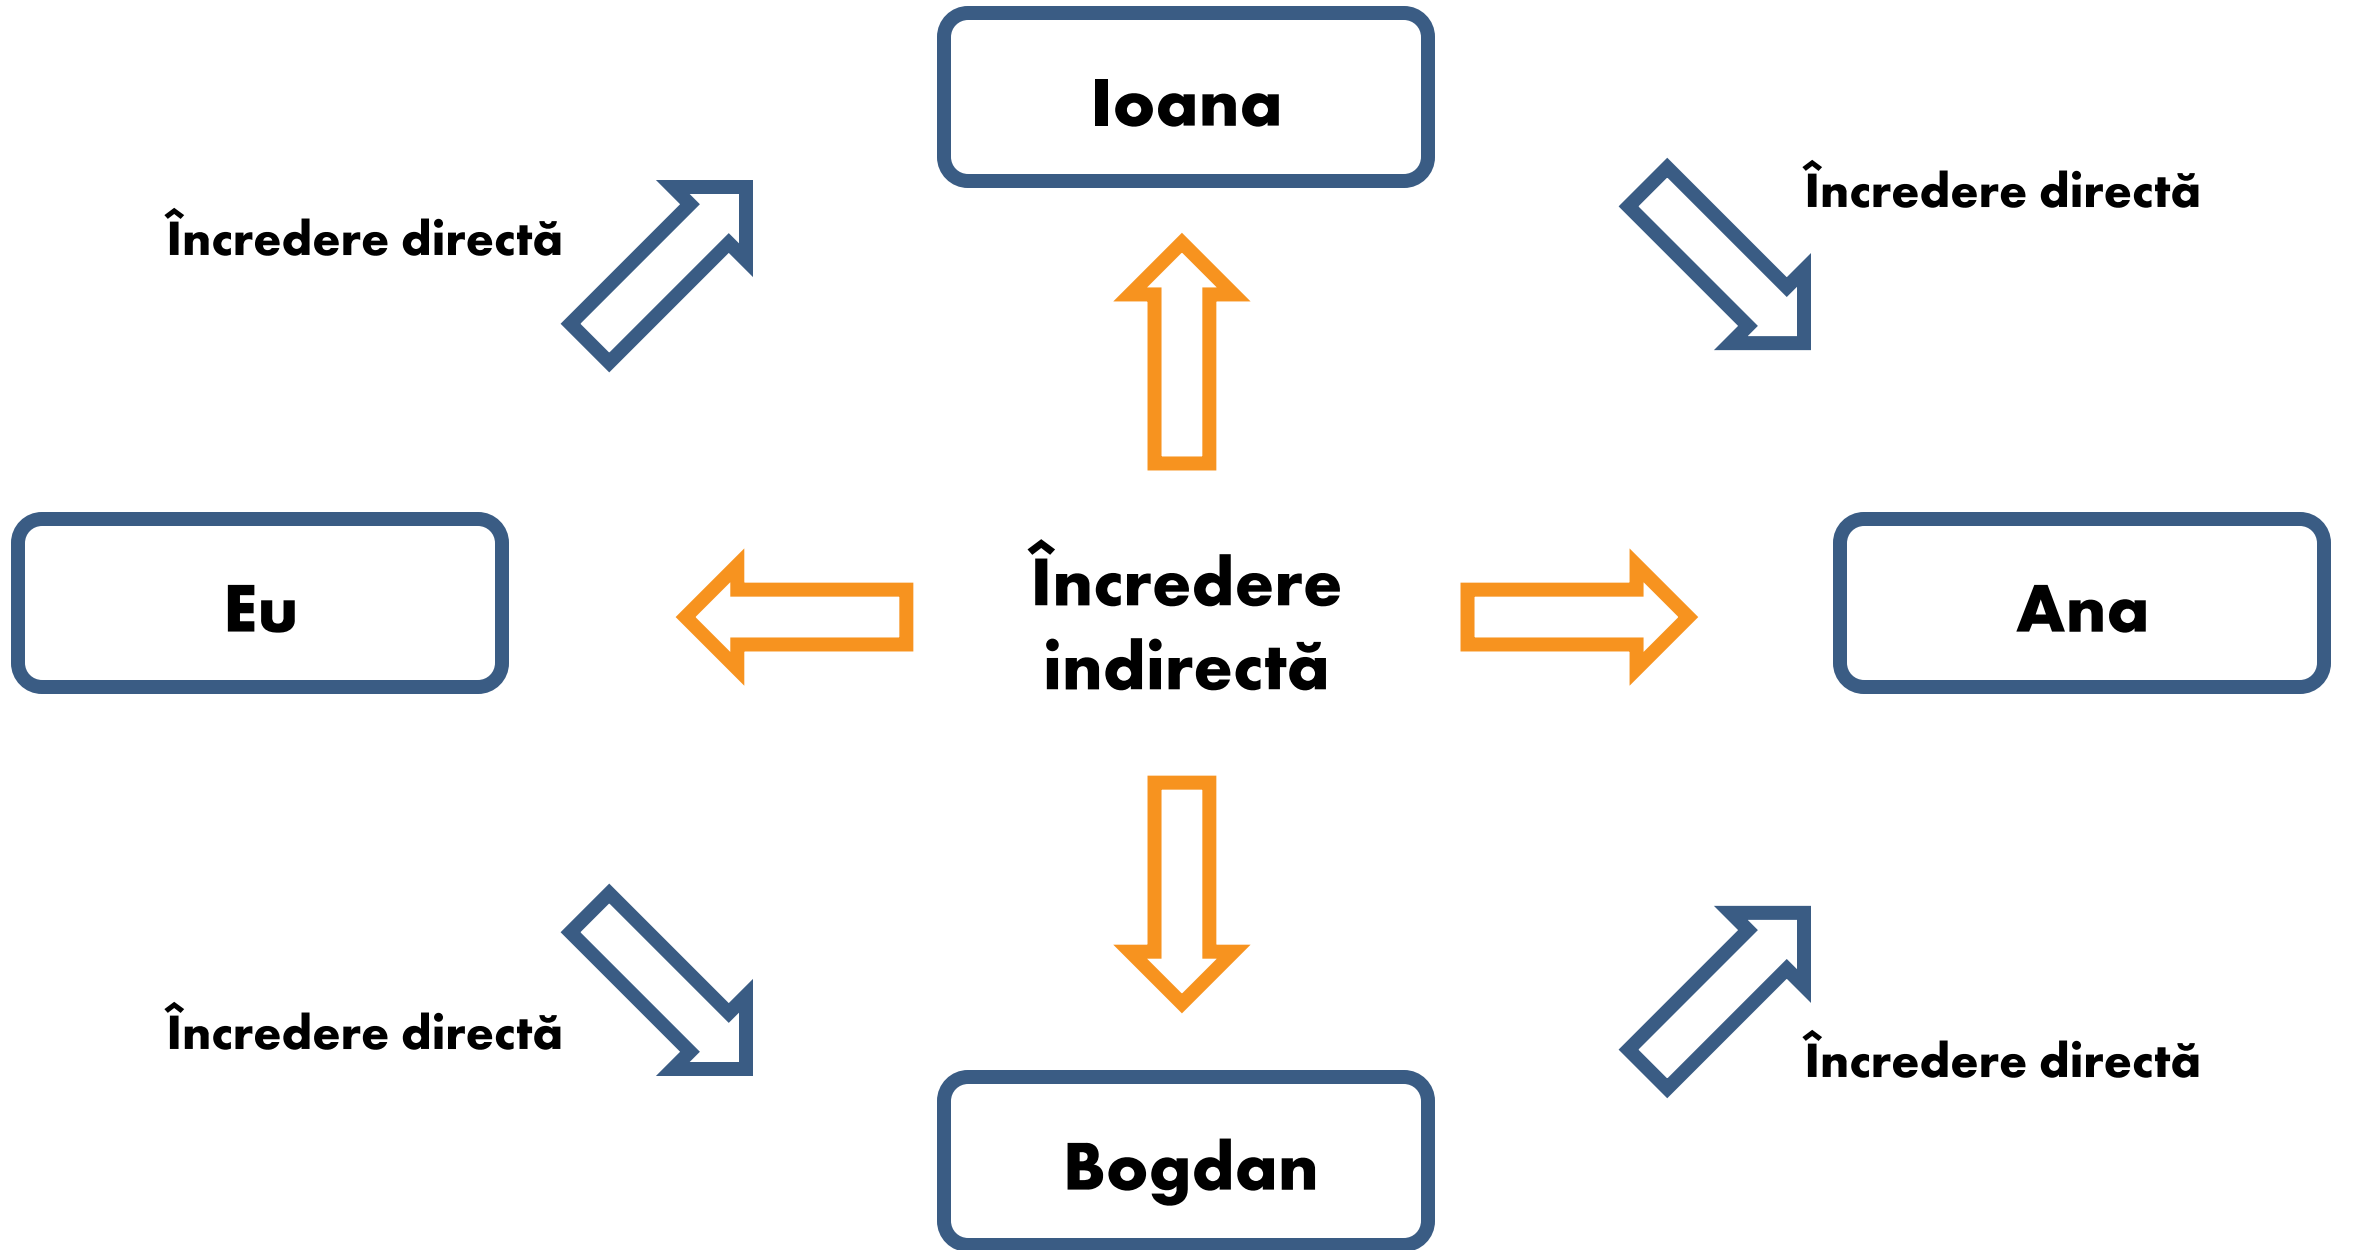 Ioana
Încredere directă
Încredere directă
Eu
Încredere
indirectă
Ana
Încredere directă
Încredere directă
Bogdan